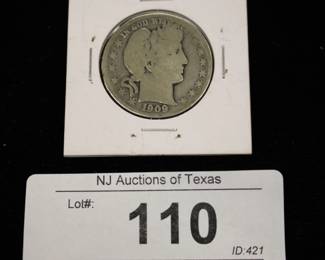 IN GOD WE TRUST
1909
NJ Auctions of Texas
Lot#:
110
ID:421